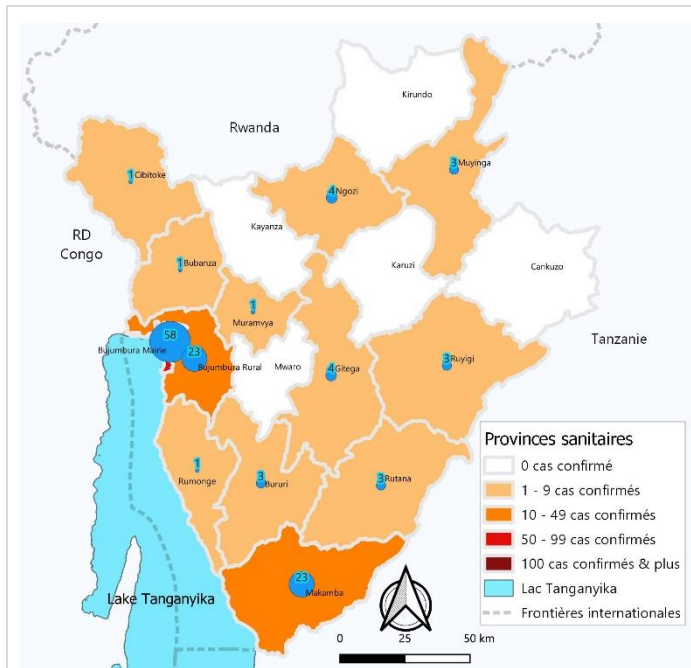 Kirundo
Rwanda
3 Muyinga
1 Cibitoke
4 Ngozi
Kayanza
RD
Congo
Karuzi
Cankuzo
1 Bubanza
1
Muramvya
58
Bujumbura Mairie
23
Bujumbura Rural
Mwaro
4 Gitega
3 Ruyigi
Tanzanie
1
Rumonge
3
Bururi
3 Rutana
23
Makamba
Lake Tanganyika
Provinces sanitaires
0 cas confirmé
1 - 9 cas confirmés
10 - 49 cas confirmés
50 - 99 cas confirmés
100 cas confirmés & plus
Lac Tanganyika
Frontières internationales
0 25 50 km